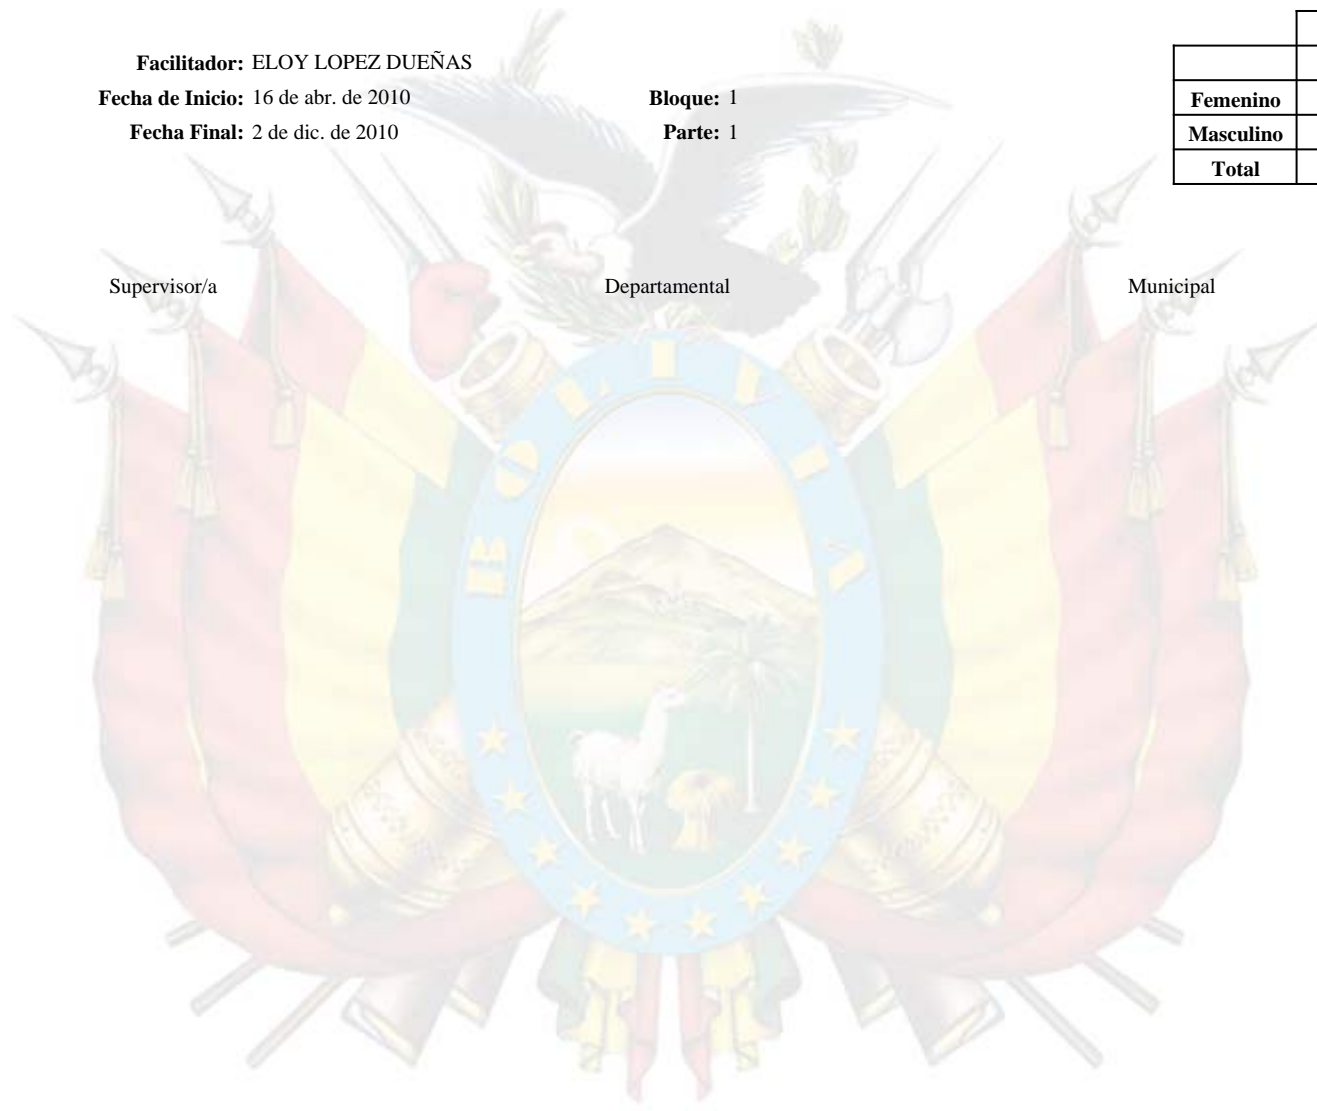 Facilitador: ELOY LOPEZ DUEÑAS
Fecha de Inicio: 16 de abr. de 2010 Bloque: 1
Fecha Final: 2 de dic. de 2010 Parte: 1
Femenino
Masculino
Total
Supervisor/a Departamental Municipal
BOLIVIA